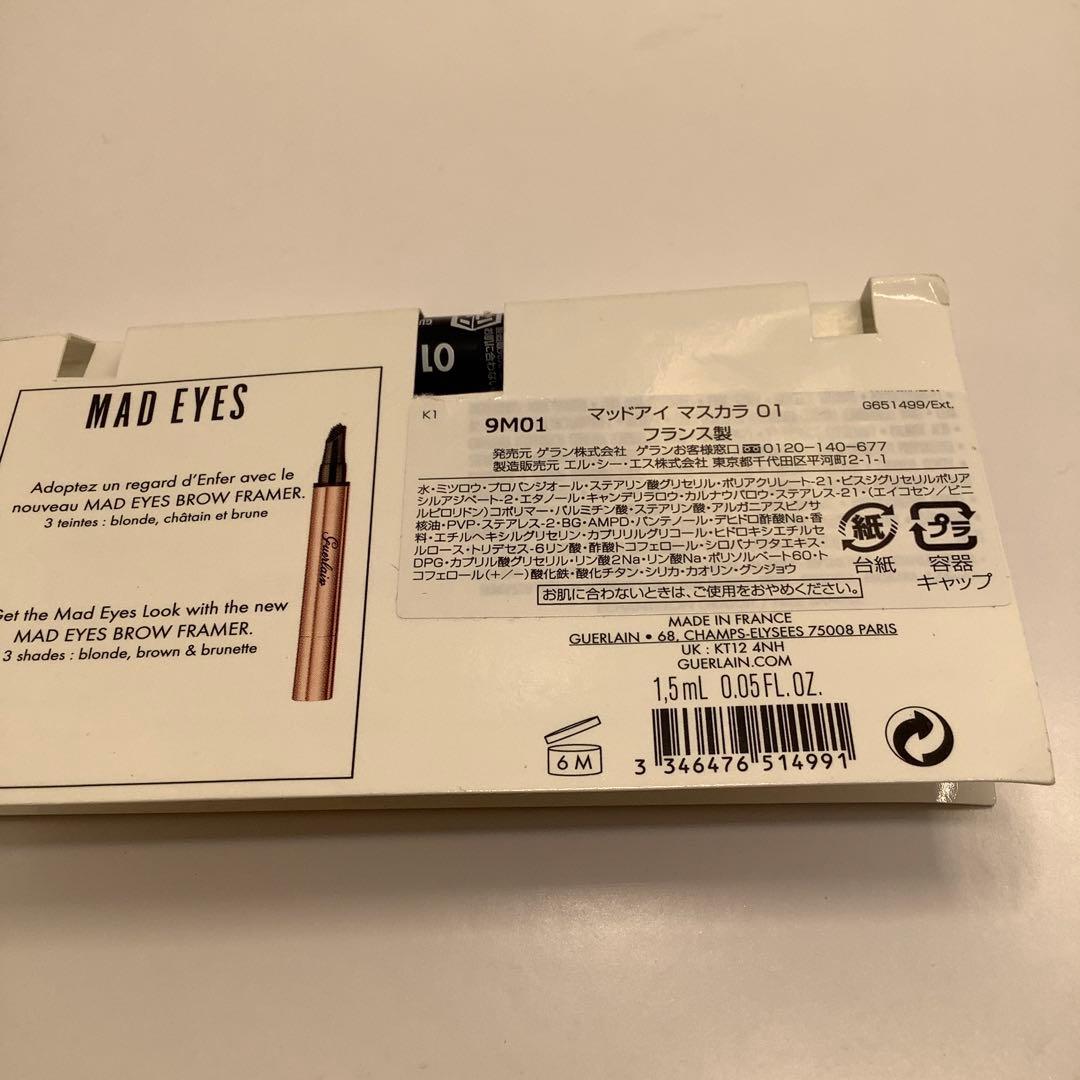 MAD EYES
Adoptez un regard d'Enfer avec le
nouveau MAD EYES BROW FRAMER.
3 teintes : blonde, châtain et brune
Guerlain
Get the Mad Eyes Look with the new
MAD EYES BROW FRAMER.
3 shades : blonde, brown & brunette
01
K1
9M01
マッドアイ マスカラ 01
G651499/Ext.
フランス製
発売元 ゲラン株式会社 ゲランお客様窓口 0120-140-677
製造販売元 エル・シー・エス株式会社 東京都千代田区平河町2-1-1
水・ミツロウ・プロパンジオール・ステアリン酸グリセリル・ポリアクリレート-21・ビスジグリセリルポリア
シルアジペート-2・エタノール・キャンデリラロウ・カルナウバロウ・ステアレス-21・(エイコセン/ビニ
ルピロリドン)コポリマー・パルミチン酸・ステアリン酸・アルガニアスピノサ
核油・PVP・ステアレス-2・BG・AMPD・パンテノール・デヒドロ酢酸Na・香
料・エチルヘキシルグリセリン・カプリリルグリコール・ヒドロキシエチルセ
ルロース・トリデセス-6リン酸・酢酸トコフェロール・シロバナワタエキス・
DPG・カプリル酸グリセリル・リン酸2Na・リン酸Na・ポリソルベート60・ト
コフェロール(+/-)酸化鉄・酸化チタン・シリカ・カオリン・グンジョウ
お肌に合わないときは、ご使用をおやめください。
紙
台紙
プラ
容器
キャップ
MADE IN FRANCE
GUERLAIN • 68, CHAMPS-ELYSEES 75008 PARIS
UK : KT12 4NH
GUERLAIN.COM
1,5mL 0.05FL.OZ.
6 M
3 346476 514991